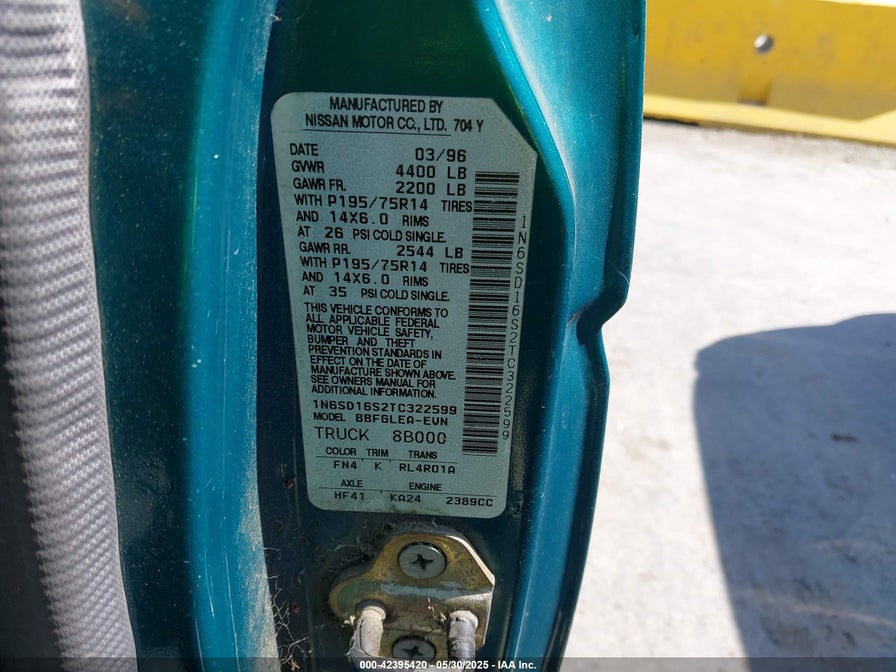 MANUFACTURED BY
NISSAN MOTOR CO., LTD. 704 Y
DATE 03/96
GVWR 4400 LB
GAWR FR. 2200 LB
WITH P195/75R14 TIRES
AND 14X6.0 RIMS
AT 26 PSI COLD SINGLE.
GAWR RR. 2544 LB
WITH P195/75R14 TIRES
AND 14X6.0 RIMS
AT 35 PSI COLD SINGLE.
THIS VEHICLE CONFORMS TO
ALL APPLICABLE FEDERAL
MOTOR VEHICLE SAFETY,
BUMPER AND THEFT
PREVENTION STANDARDS IN
EFFECT ON THE DATE OF
MANUFACTURE SHOWN ABOVE.
SEE OWNERS MANUAL FOR
ADDITIONAL INFORMATION.
1N6SD16S2TC322599
MODEL BBFGLEA-EVN
TRUCK 8B000
COLOR TRIM TRANS
FN4 K RL4R01A
AXLE ENGINE
HF41 KA24 2389CC
1N6SD16S2TC322599
000-42395420 - 05/30/2025 - IAA Inc.